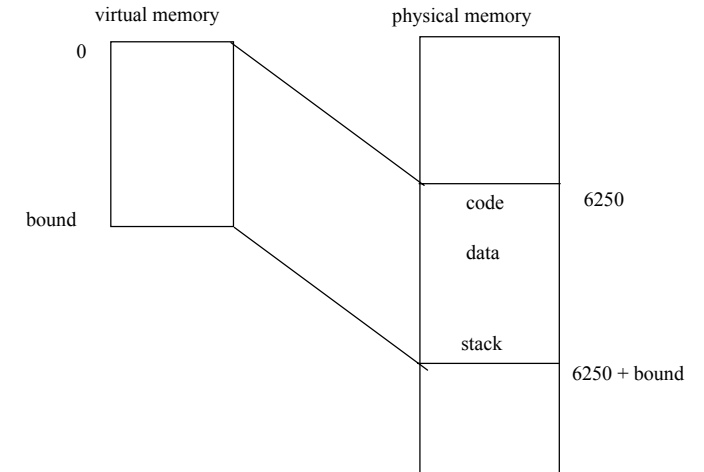 virtual memory
physical memory
0
code
6250
bound
data
stack
6250 + bound